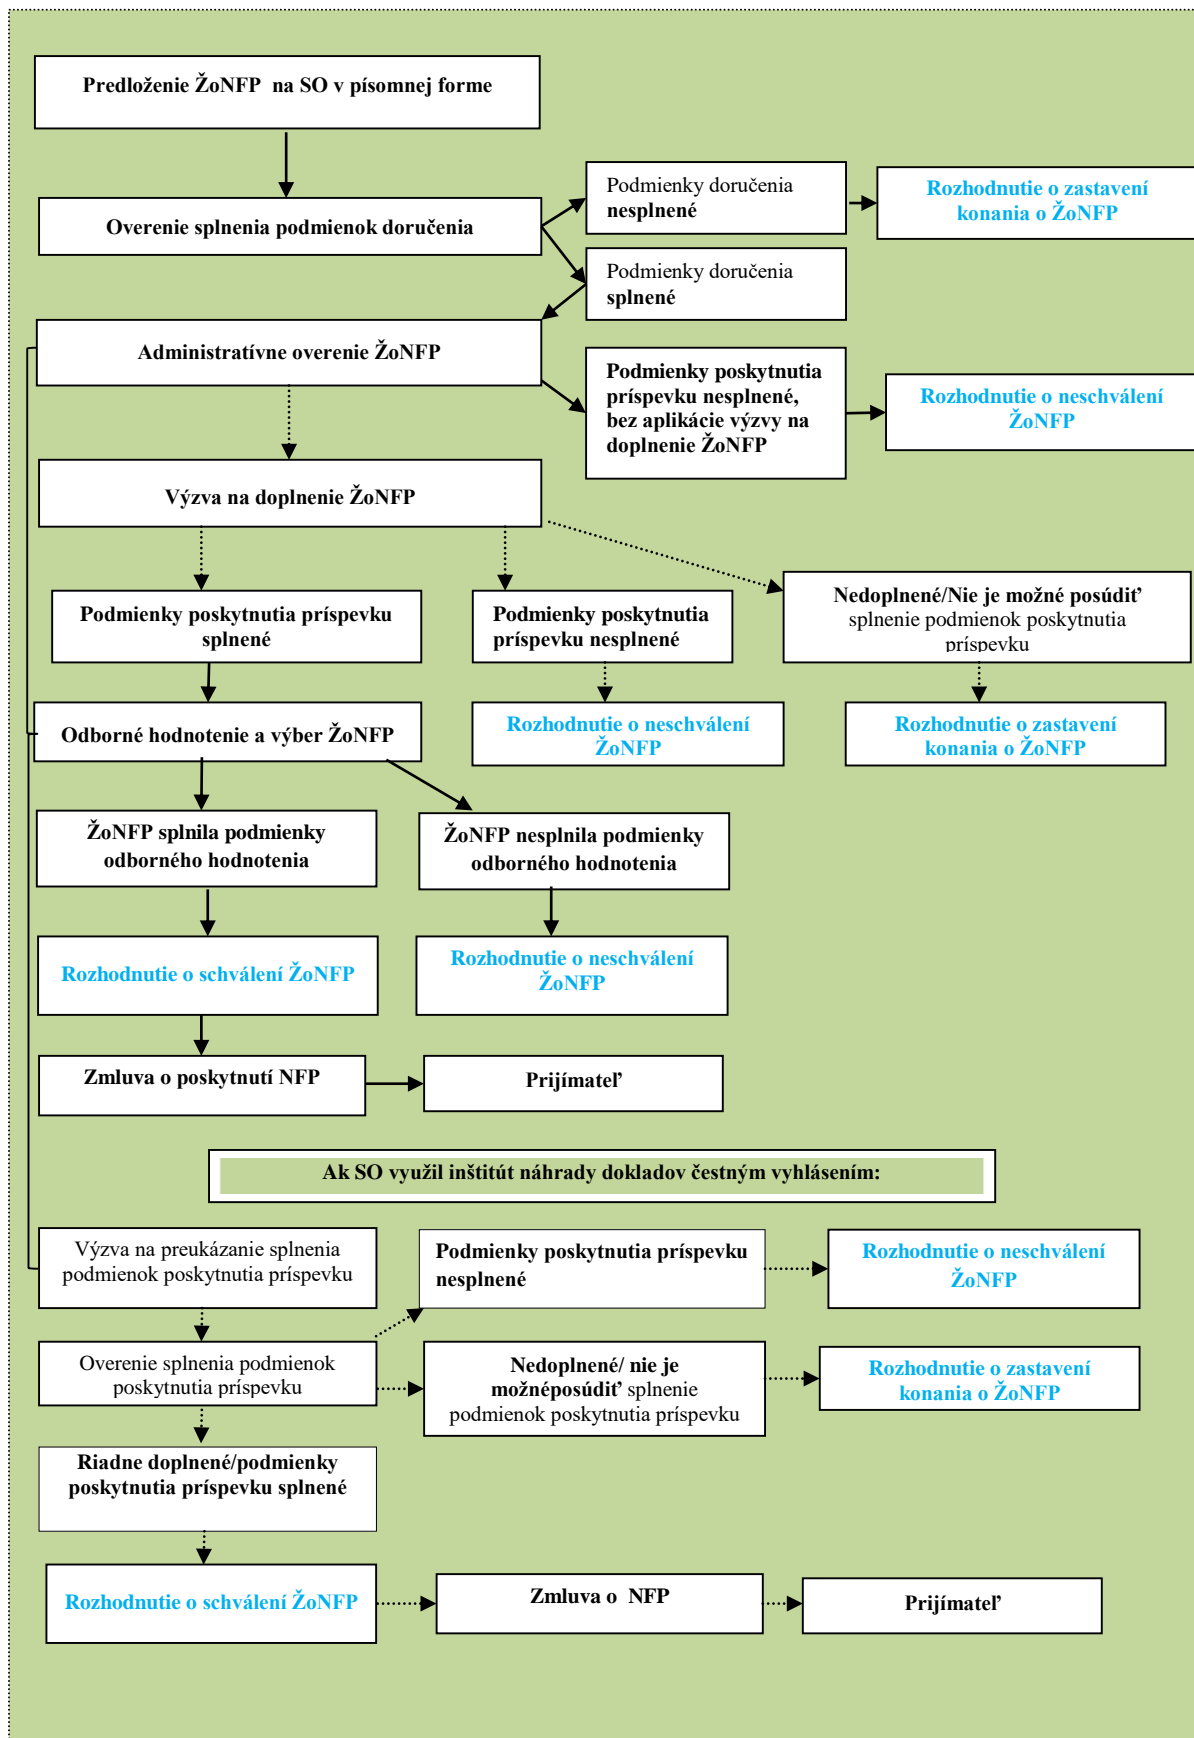 Predloženie ŽoNFP na SO v písomnej forme
Podmienky doručenia
nesplnené
Rozhodnutie o zastavení
konania o ŽoNFP
Overenie splnenia podmienok doručenia
Podmienky doručenia
splnené
Administratívne overenie ŽoNFP
Podmienky poskytnutia
príspevku nesplnené,
bez aplikácie výzvy na
doplnenie ŽoNFP
Rozhodnutie o neschválení
ŽoNFP
Výzva na doplnenie ŽoNFP
Podmienky poskytnutia príspevku
splnené
Podmienky poskytnutia
príspevku nesplnené
Nedoplnené/Nie je možné posúdiť
splnenie podmienok poskytnutia
príspevku
Odborné hodnotenie a výber ŽoNFP
Rozhodnutie o neschválení
ŽoNFP
Rozhodnutie o zastavení
konania o ŽoNFP
ŽoNFP splnila podmienky
odborného hodnotenia
ŽoNFP nesplnila podmienky
odborného hodnotenia
Rozhodnutie o schválení ŽoNFP
Rozhodnutie o neschválení
ŽoNFP
Zmluva o poskytnutí NFP
Prijímateľ
Ak SO využil inštitút náhrady dokladov čestným vyhlásením:
Výzva na preukázanie splnenia
podmienok poskytnutia príspevku
Podmienky poskytnutia príspevku
nesplnené
Rozhodnutie o neschválení
ŽoNFP
Overenie splnenia podmienok
poskytnutia príspevku
Nedoplnené/ nie je
možnéposúdiť splnenie
podmienok poskytnutia príspevku
Rozhodnutie o zastavení
konania o ŽoNFP
Riadne doplnené/podmienky
poskytnutia príspevku splnené
Rozhodnutie o schválení ŽoNFP
Zmluva o NFP
Prijímateľ